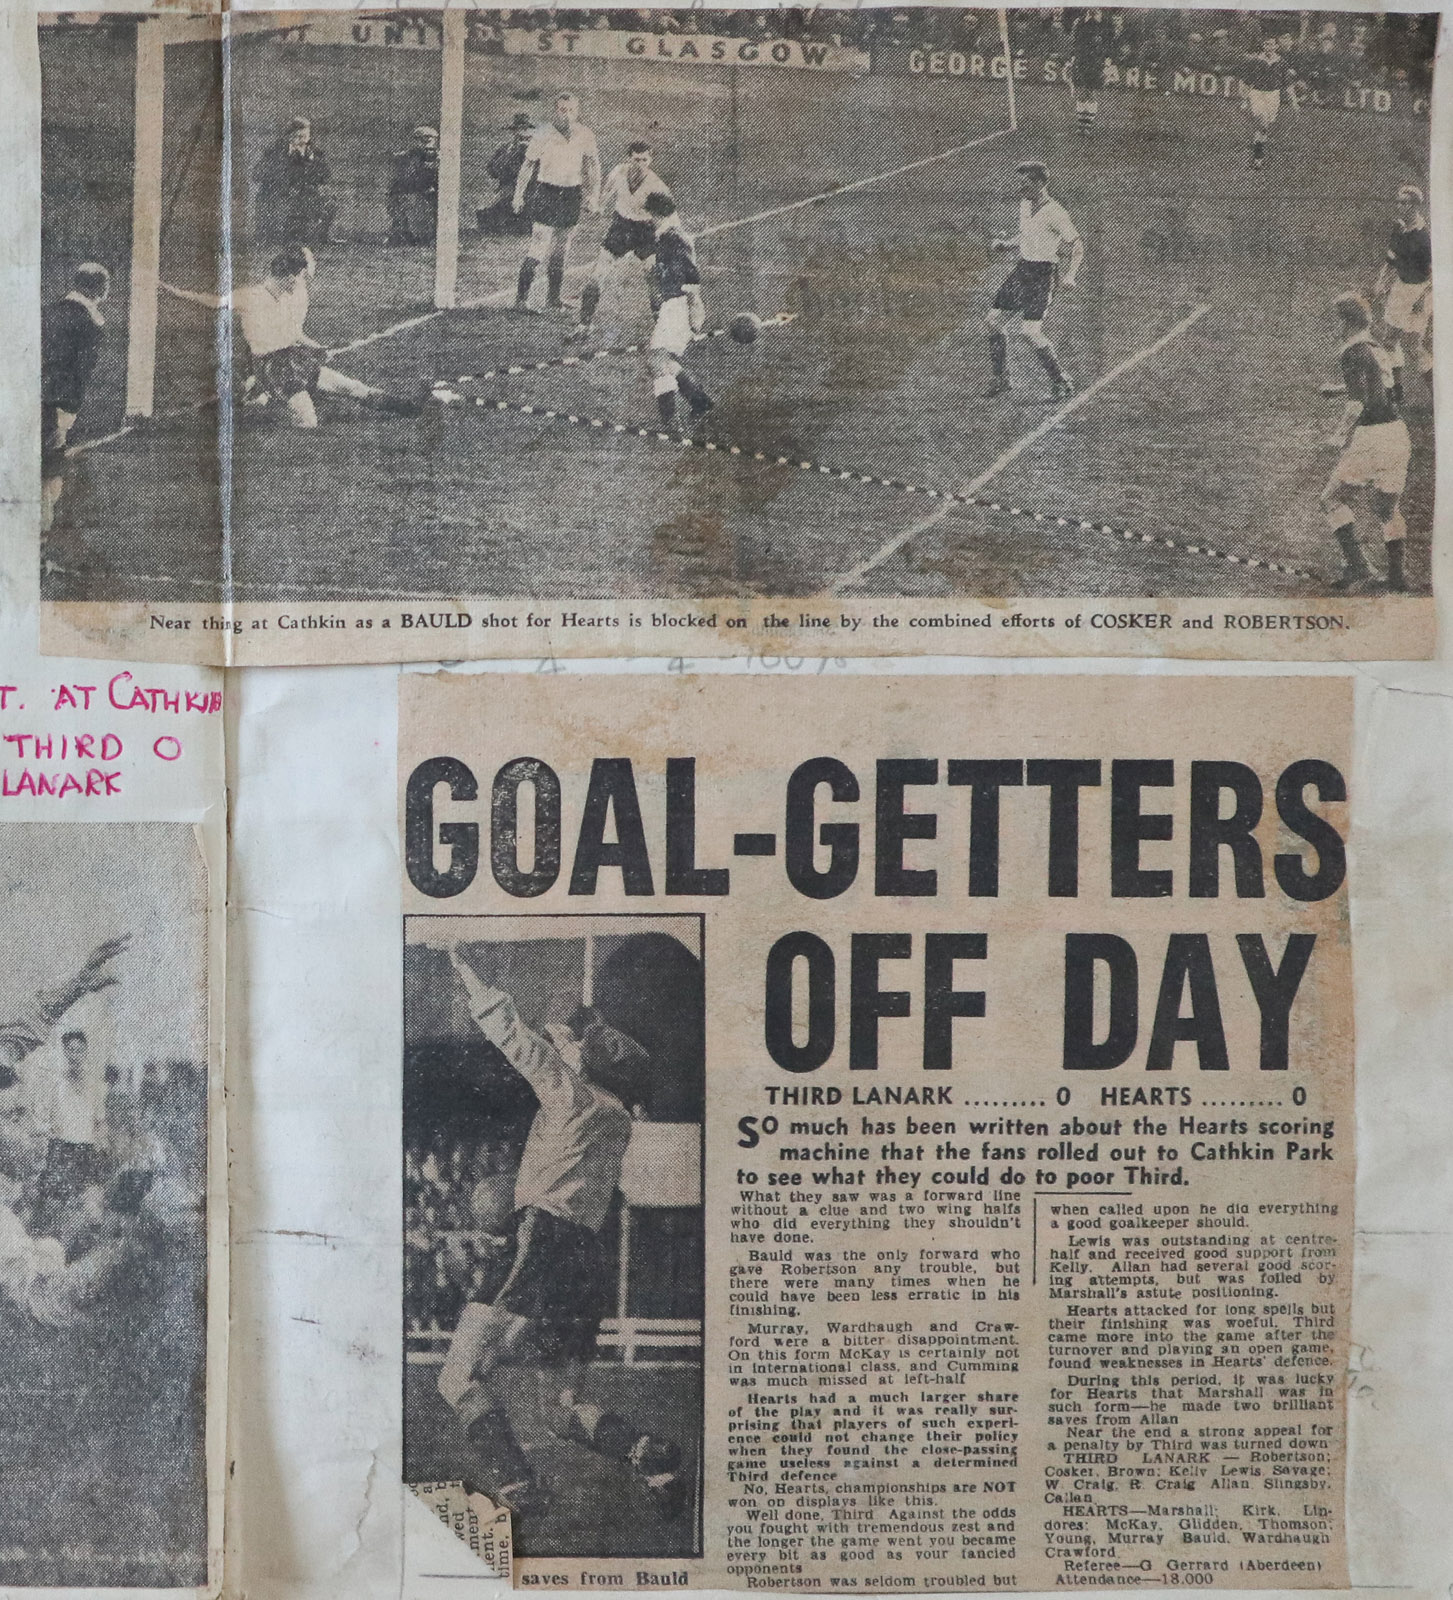 UNI ST GLASGOW
GEORGE SQ ARE MOT CO LTD
Near thing at Cathkin as a BAULD shot for Hearts is blocked on the line by the combined efforts of COSKER and ROBERTSON.
T. AT CATHKIN
THIRD 0
LANARK
GOAL-GETTERS
OFF DAY
THIRD LANARK ......... 0 HEARTS ......... 0
SO much has been written about the Hearts scoring
machine that the fans rolled out to Cathkin Park
to see what they could do to poor Third.
What they saw was a forward line
without a clue and two wing halfs
who did everything they shouldn't
have done.
Bauld was the only forward who
gave Robertson any trouble, but
there were many times when he
could have been less erratic in his
finishing.
Murray, Wardhaugh and Craw-
ford were a bitter disappointment.
On this form McKay is certainly not
in International class, and Cumming
was much missed at left-half
Hearts had a much larger share
of the play and it was really sur-
prising that players of such experi-
ence could not change their policy
when they found the close-passing
game useless against a determined
Third defence
No, Hearts, championships are NOT
won on displays like this.
Well done, Third Against the odds
you fought with tremendous zest and
the longer the game went you became
every bit as good as your fancied
opponents
Robertson was seldom troubled but
when called upon he did everything
a good goalkeeper should.
Lewis was outstanding at centre-
half and received good support from
Kelly. Allan had several good scor-
ing attempts, but was foiled by
Marshall's astute positioning.
Hearts attacked for long spells but
their finishing was woeful. Third
came more into the game after the
turnover and playing an open game,
found weaknesses in Hearts' defence.
During this period, it was lucky
for Hearts that Marshall was in
such form—he made two brilliant
saves from Allan
Near the end a strong appeal for
a penalty by Third was turned down
THIRD LANARK — Robertson;
Cosker, Brown; Kelly Lewis, Savage;
W. Craig, R. Craig Allan Slingsby,
Callan
HEARTS—Marshall; Kirk, Lin-
dores; McKay, Glidden, Thomson;
Young, Murray Bauld, Wardhaugh
Crawford
Referee—G Gerrard (Aberdeen)
Attendance—18,000
saves from Bauld